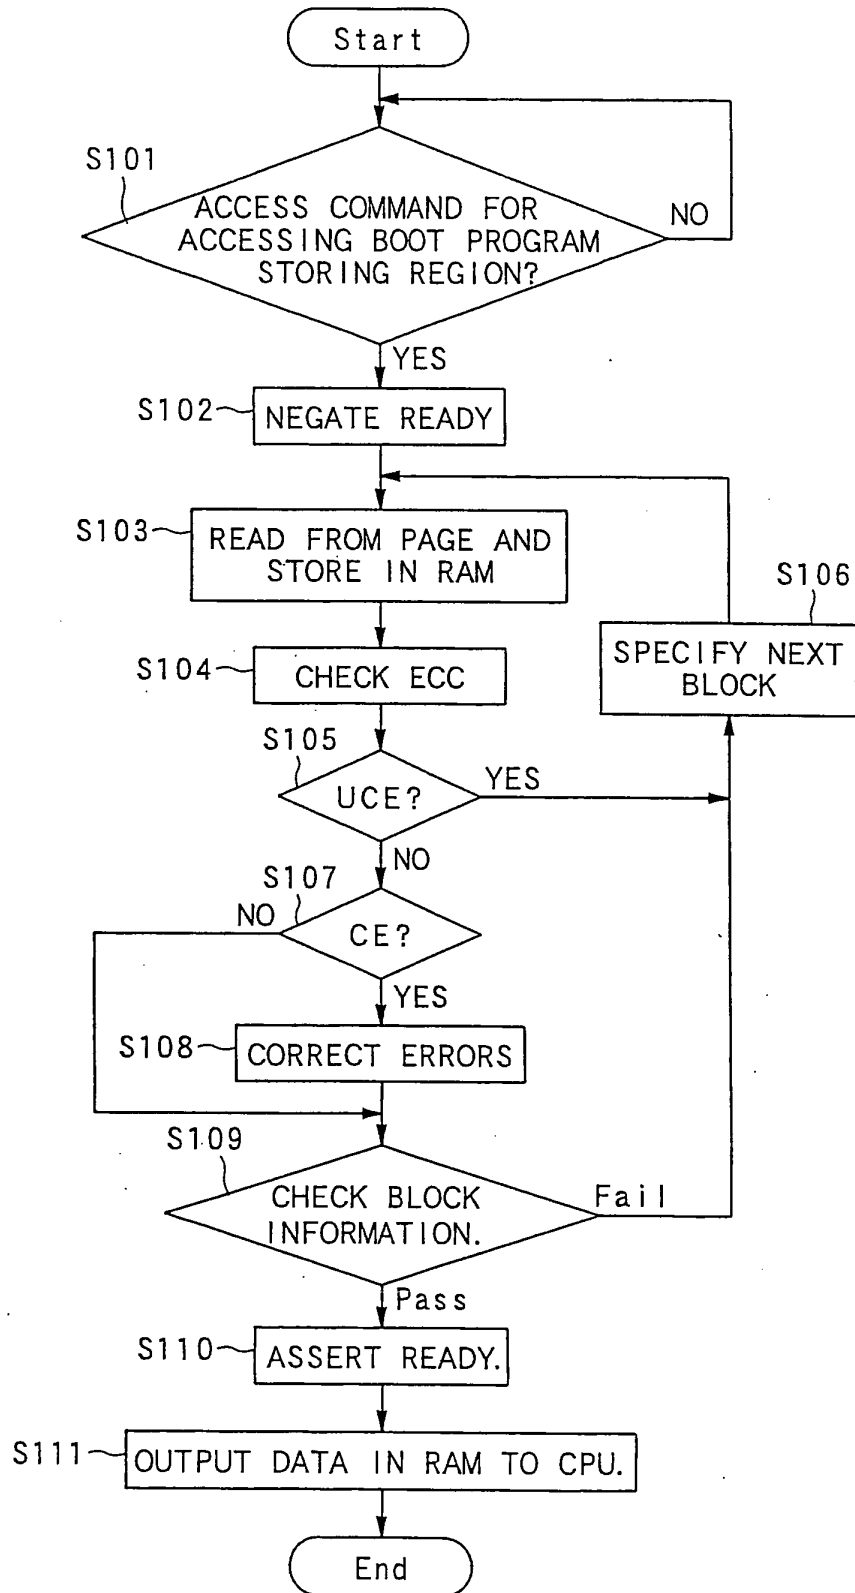 Start
S101
ACCESS COMMAND FOR
ACCESSING BOOT PROGRAM
STORING REGION?
NO
YES
S102
NEGATE READY
S103
READ FROM PAGE AND
STORE IN RAM
S106
SPECIFY NEXT
BLOCK
S104
CHECK ECC
S105
UCE?
YES
NO
S107
NO
CE?
YES
S108
CORRECT ERRORS
S109
CHECK BLOCK
INFORMATION.
Fail
Pass
S110
ASSERT READY.
S111
OUTPUT DATA IN RAM TO CPU.
End